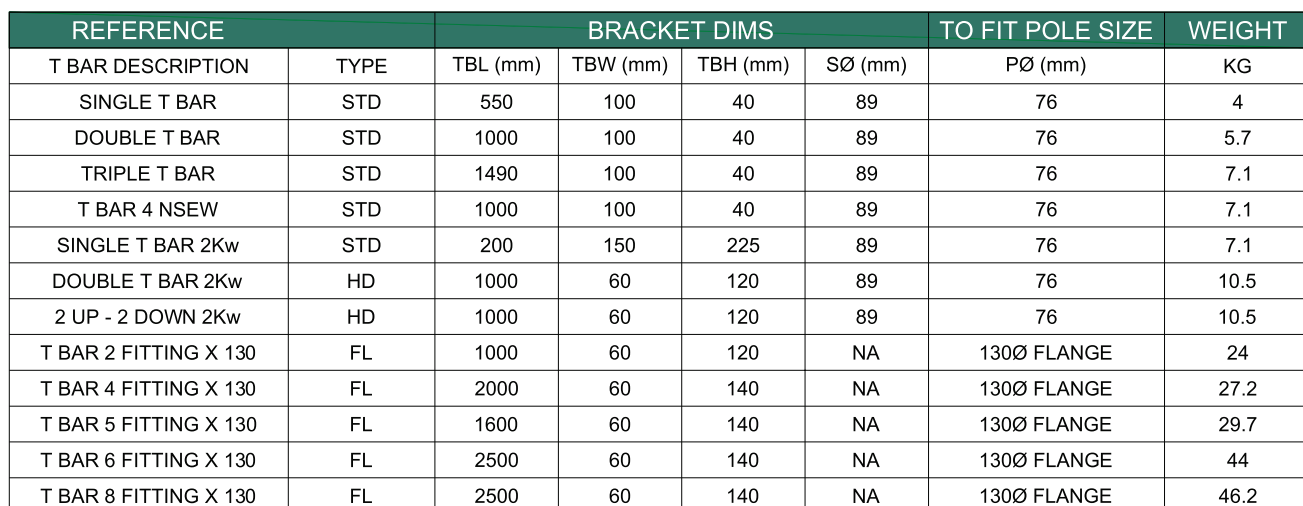 REFERENCE BRACKET DIMS TO FIT POLE SIZE WEIGHT
T BAR DESCRIPTION TYPE TBL (mm) TBW (mm) TBH (mm) SØ (mm) PØ (mm) KG
SINGLE T BAR STD 550 100 40 89 76 4
DOUBLE T BAR STD 1000 100 40 89 76 5.7
TRIPLE T BAR STD 1490 100 40 89 76 7.1
T BAR 4 NSEW STD 1000 100 40 89 76 7.1
SINGLE T BAR 2Kw STD 200 150 225 89 76 7.1
DOUBLE T BAR 2Kw HD 1000 60 120 89 76 10.5
2 UP - 2 DOWN 2Kw HD 1000 60 120 89 76 10.5
T BAR 2 FITTING X 130 FL 1000 60 120 NA 130Ø FLANGE 24
T BAR 4 FITTING X 130 FL 2000 60 140 NA 130Ø FLANGE 27.2
T BAR 5 FITTING X 130 FL 1600 60 140 NA 130Ø FLANGE 29.7
T BAR 6 FITTING X 130 FL 2500 60 140 NA 130Ø FLANGE 44
T BAR 8 FITTING X 130 FL 2500 60 140 NA 130Ø FLANGE 46.2